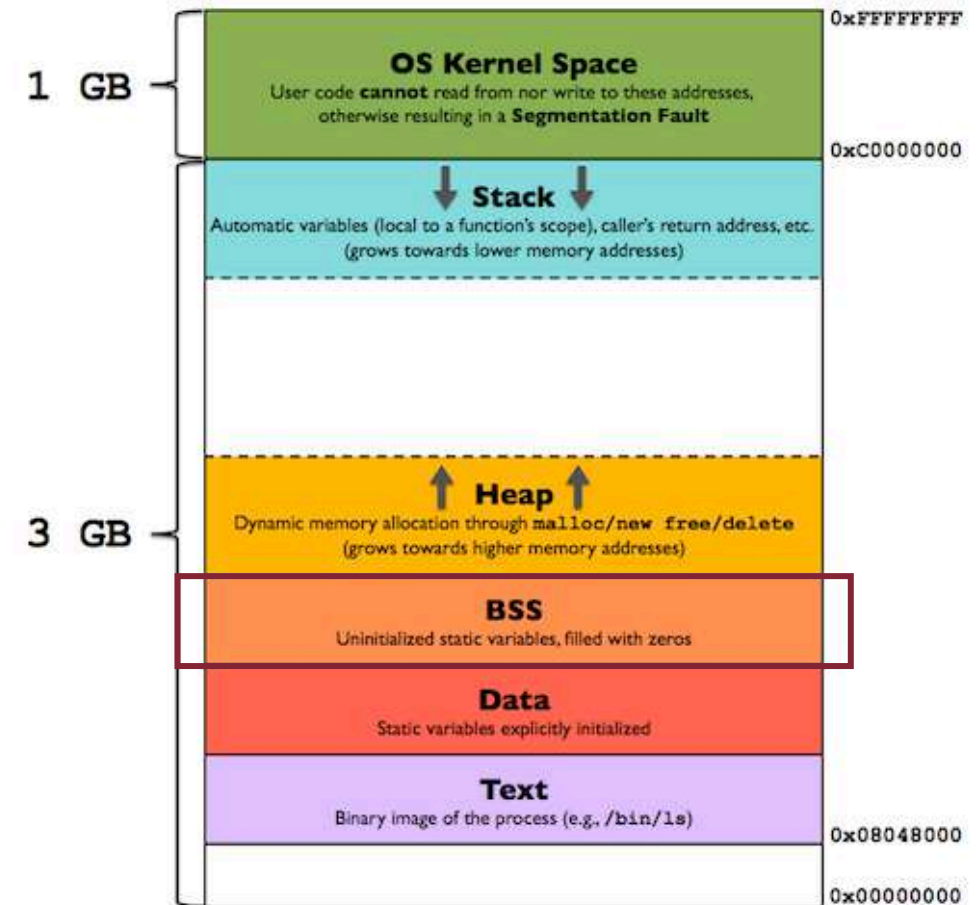 0xFFFFFFFF
1 GB
OS Kernel Space
User code cannot read from nor write to these addresses,
otherwise resulting in a Segmentation Fault
0xC0000000
Stack
Automatic variables (local to a function's scope), caller's return address, etc.
(grows towards lower memory addresses)
3 GB
Heap
Dynamic memory allocation through malloc/new free/delete
(grows towards higher memory addresses)
BSS
Uninitialized static variables, filled with zeros
Data
Static variables explicitly initialized
Text
Binary image of the process (e.g., /bin/ls)
0x08048000
0x00000000